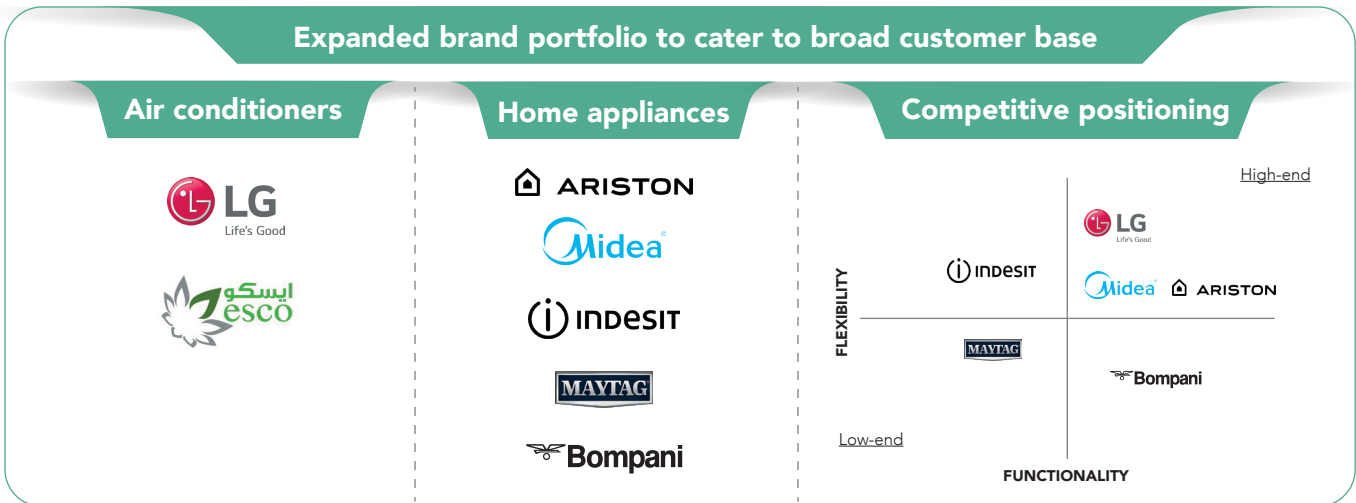 Expanded brand portfolio to cater to broad customer base
Air conditioners
LG
Life's Good
ايسكو
esco
Home appliances
ARISTON
Midea®
indesit
MAYTAG
Bompani
Competitive positioning
High-end
LG
Life's Good
indesit
Midea®
ARISTON
FLEXIBILITY
MAYTAG
Bompani
Low-end
FUNCTIONALITY